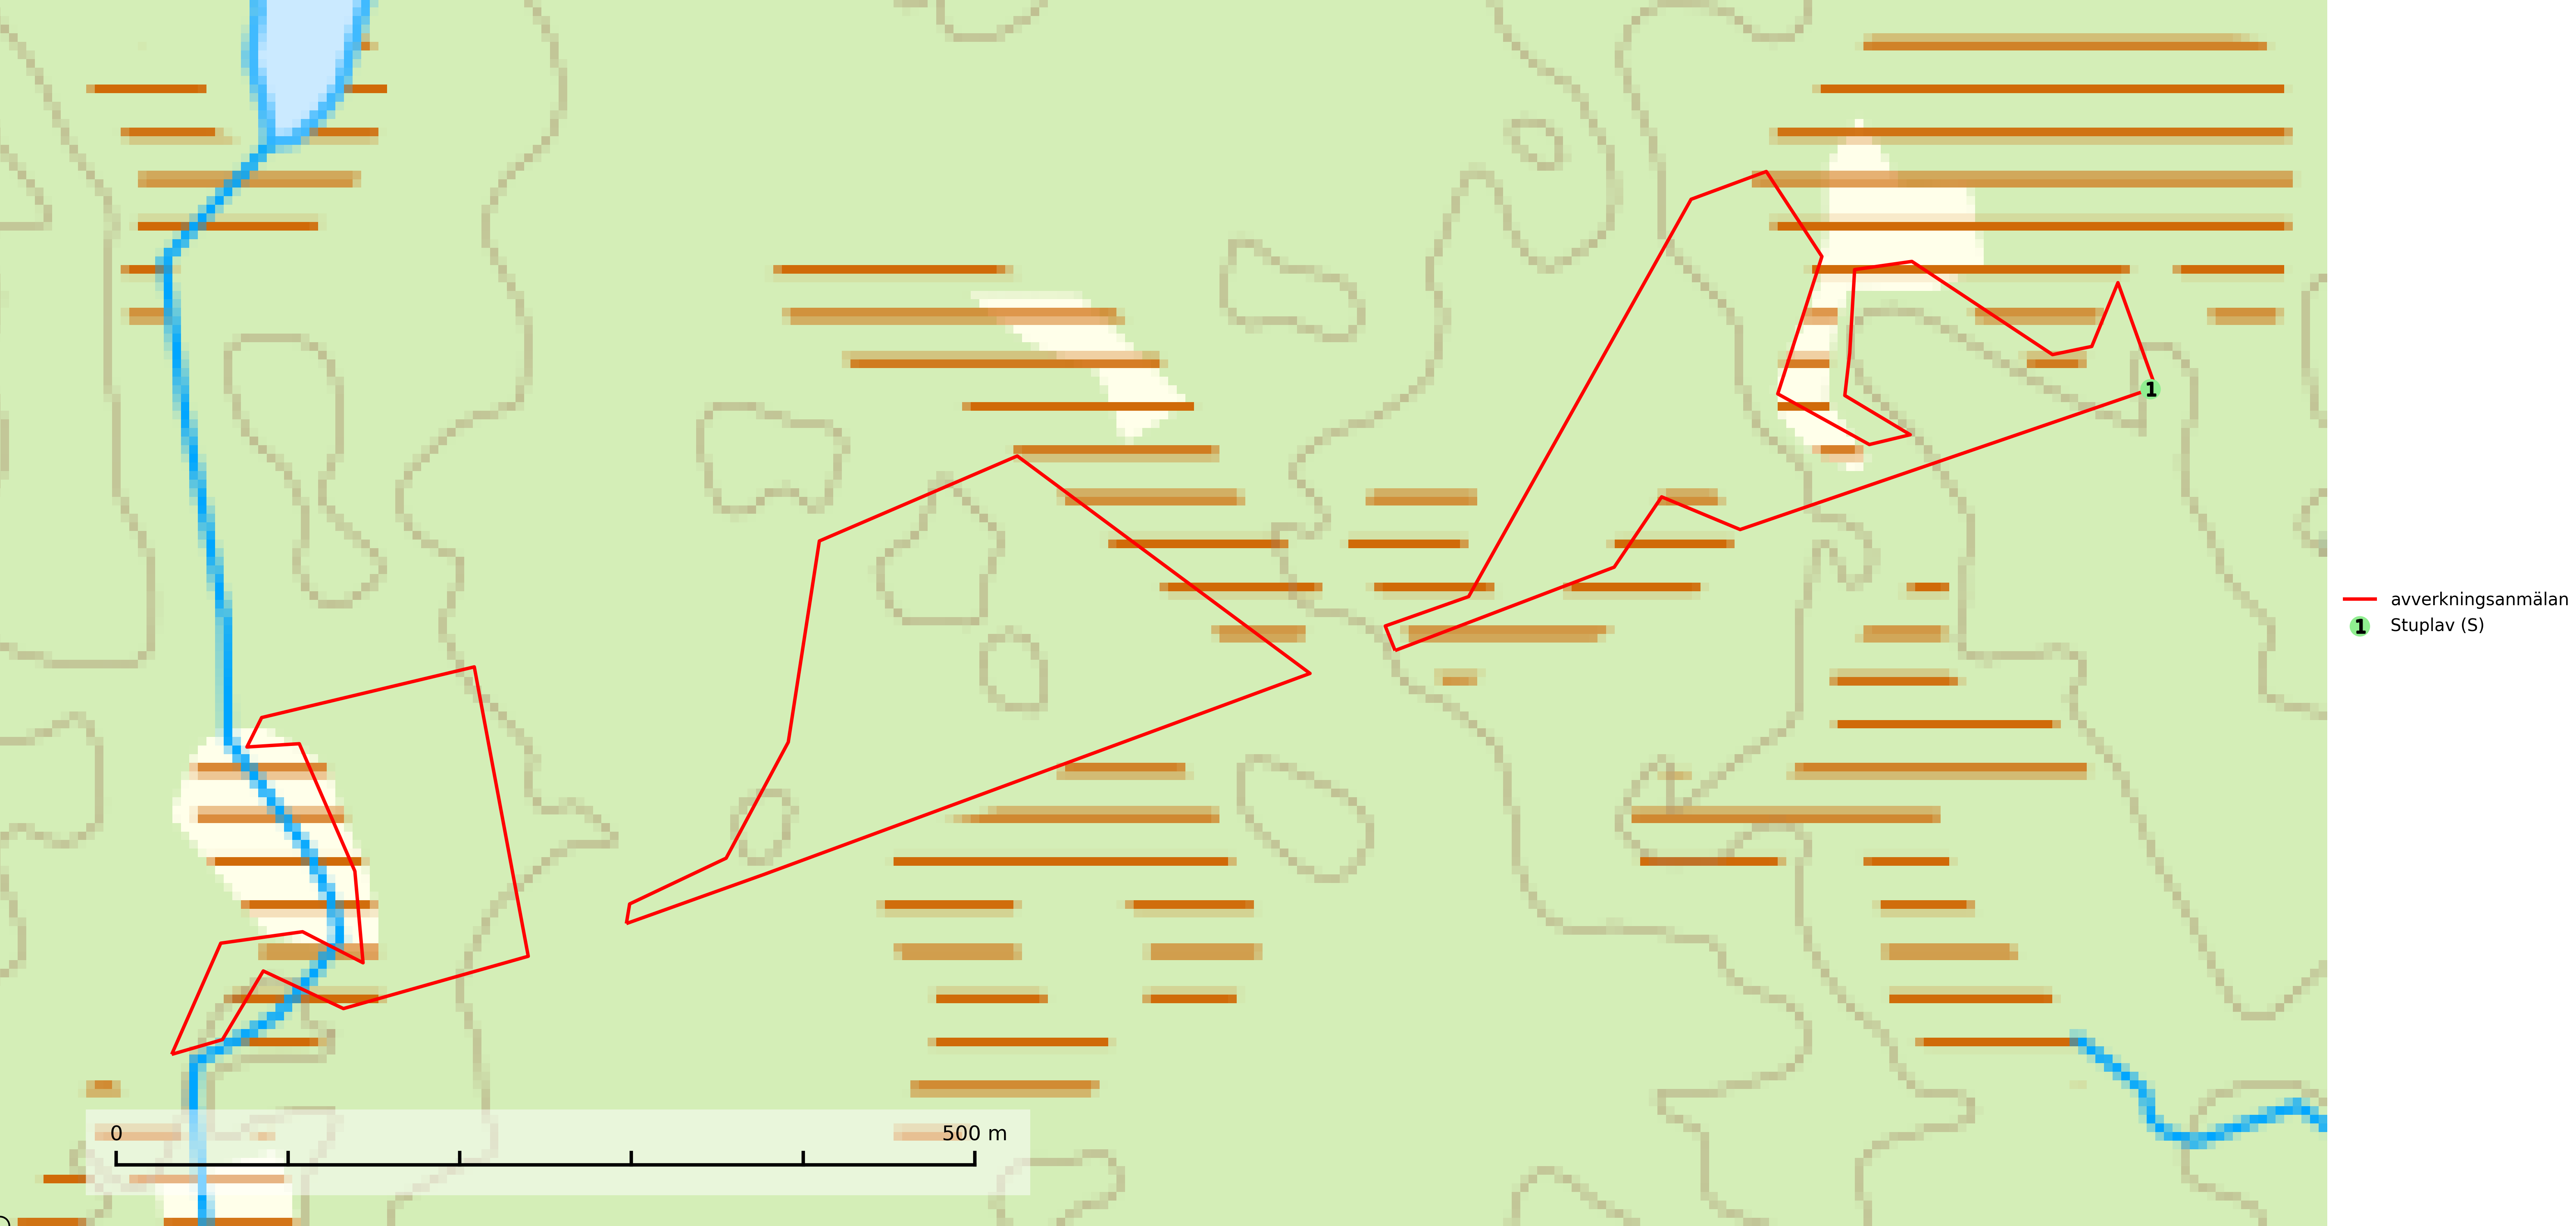 1
avverkningsanmälan
1 Stuplav (S)
0 500 m